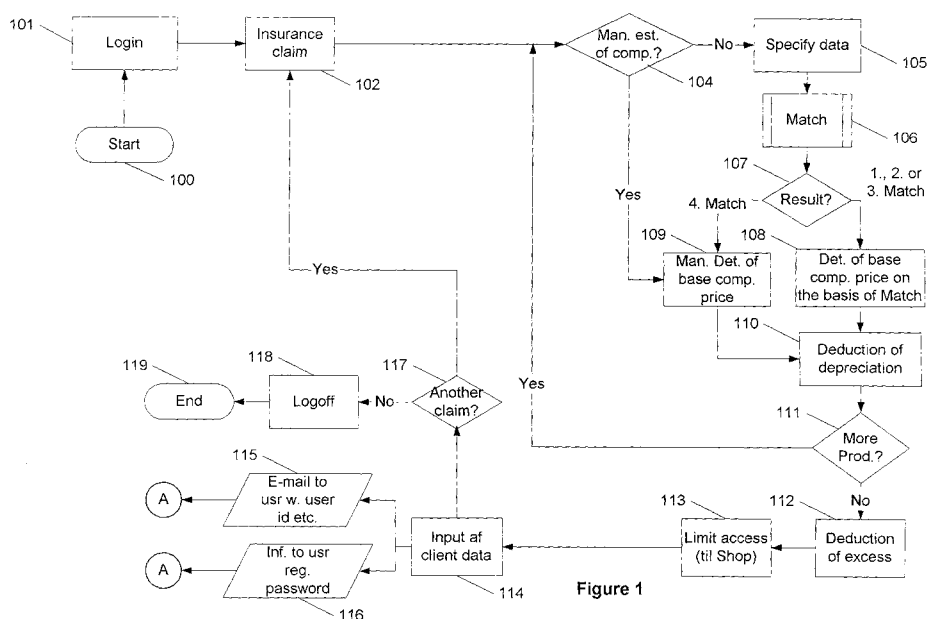 101
Login
Insurance
claim
102
Man. est.
of comp.?
104
No
Specify data
105
Start
100
Match
106
107
Result?
1., 2. or
3. Match
4. Match
Yes
109
Man. Det. of
base comp.
price
108
Det. of base
comp. price on
the basis of Match
110
Deduction of
depreciation
Yes
119
End
118
Logoff
No
117
Another
claim?
Yes
111
More
Prod.?
No
115
E-mail to
usr w. user
id etc.
A
Inf. to usr
reg.
password
A
116
Input af
client data
114
113
Limit access
(til Shop)
112
Deduction
of excess
Figure 1